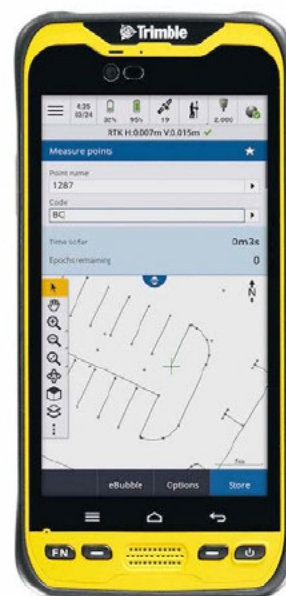 Trimble
4:35
03/24
30%
95%
19
2.000
RTK H:0.007m V:0.015m
Measure points
Point name
1287
Code
BC
Time so far
0m3s
Epochs remaining
0
N
eBubble
Options
Store
FN